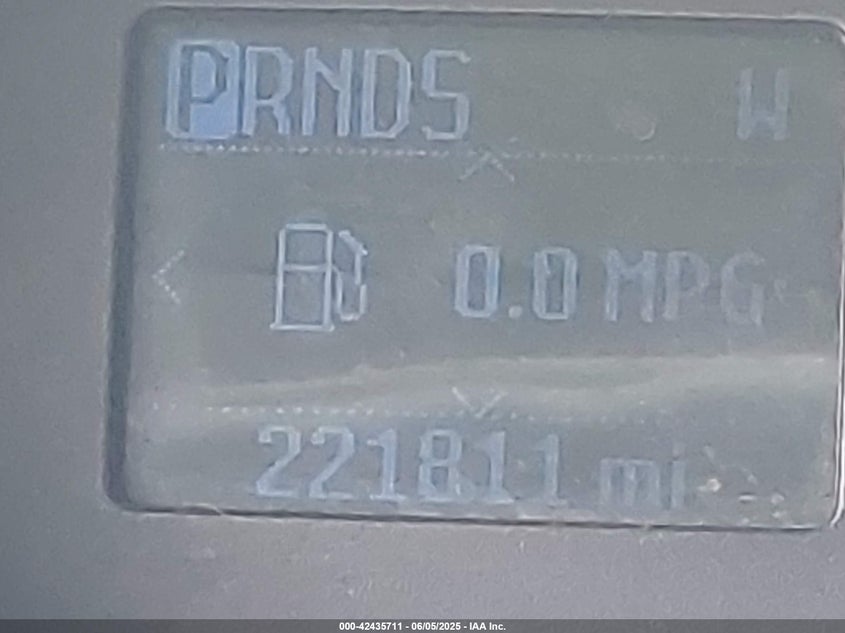 PRNDS W
0.0 MPG
221811 mi
000-42435711 - 06/05/2025 - IAA Inc.